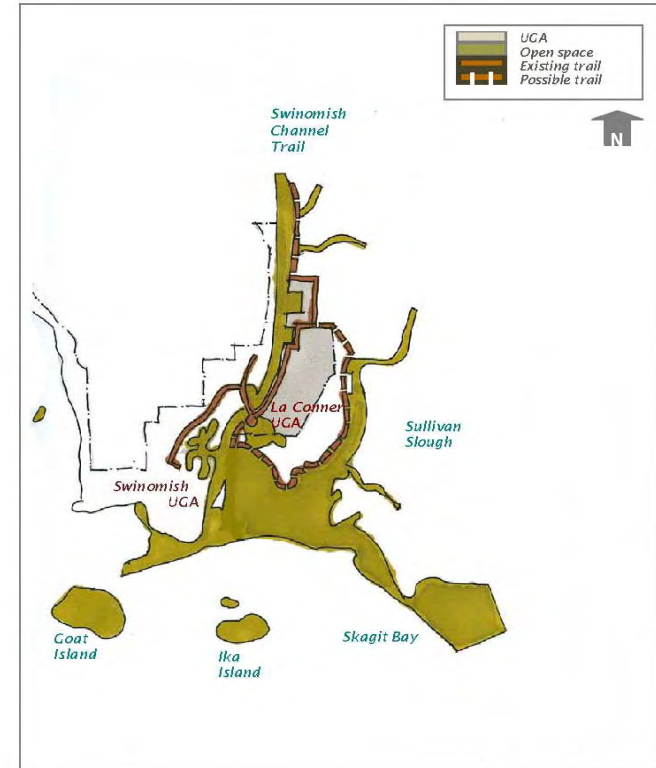 UGA
Open space
Existing trail
Possible trail
N
Swinomish
Channel
Trail
La Conner
UGA
Sullivan
Slough
Swinomish
UGA
Goat
Island
Ika
Island
Skagit Bay